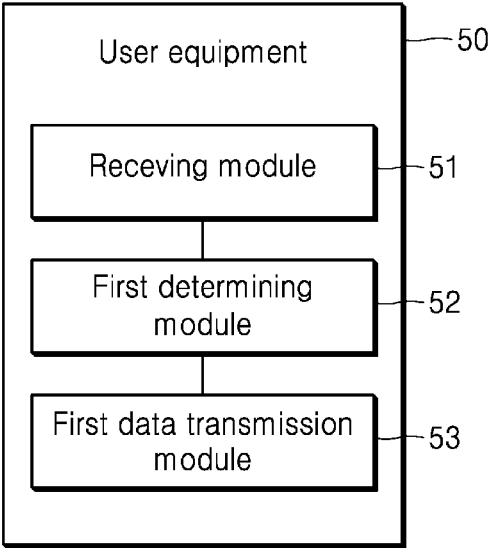 User equipment
50
Receving module
51
First determining
module
52
First data transmission
module
53